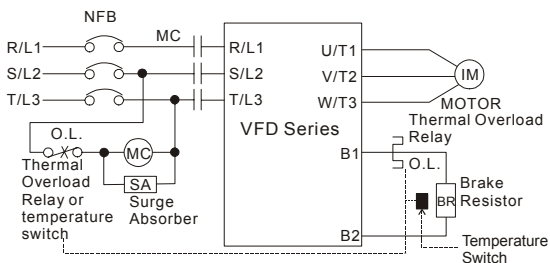 NFB
MC
R/L1
R/L1
U/T1
S/L2
S/L2
V/T2
IM
T/L3
T/L3
W/T3
MOTOR
VFD Series
Thermal Overload
Relay
O.L.
O.L.
MC
B1
Thermal
Overload
Relay or
temperature
switch
SA
Surge
Absorber
BR
Brake
Resistor
B2
Temperature
Switch